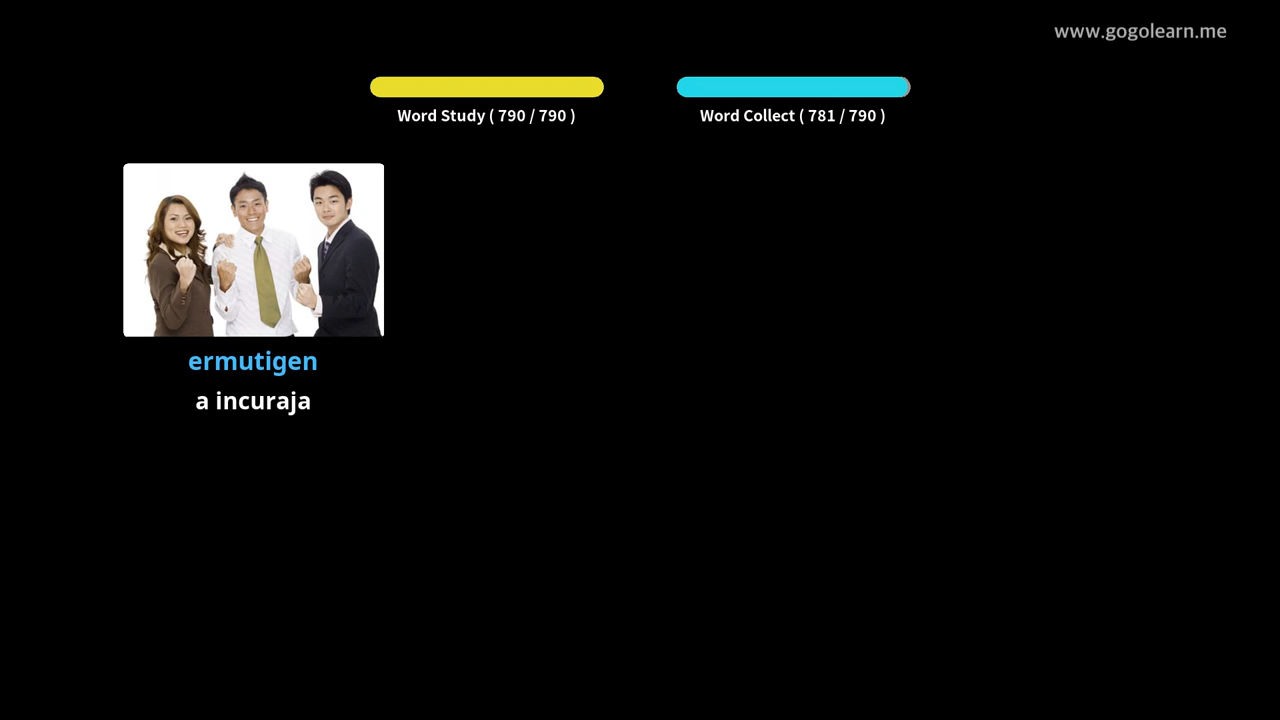 www.gogolearn.me
Word Study ( 790 / 790 )
Word Collect ( 781 / 790 )
ermutigen
a incuraja